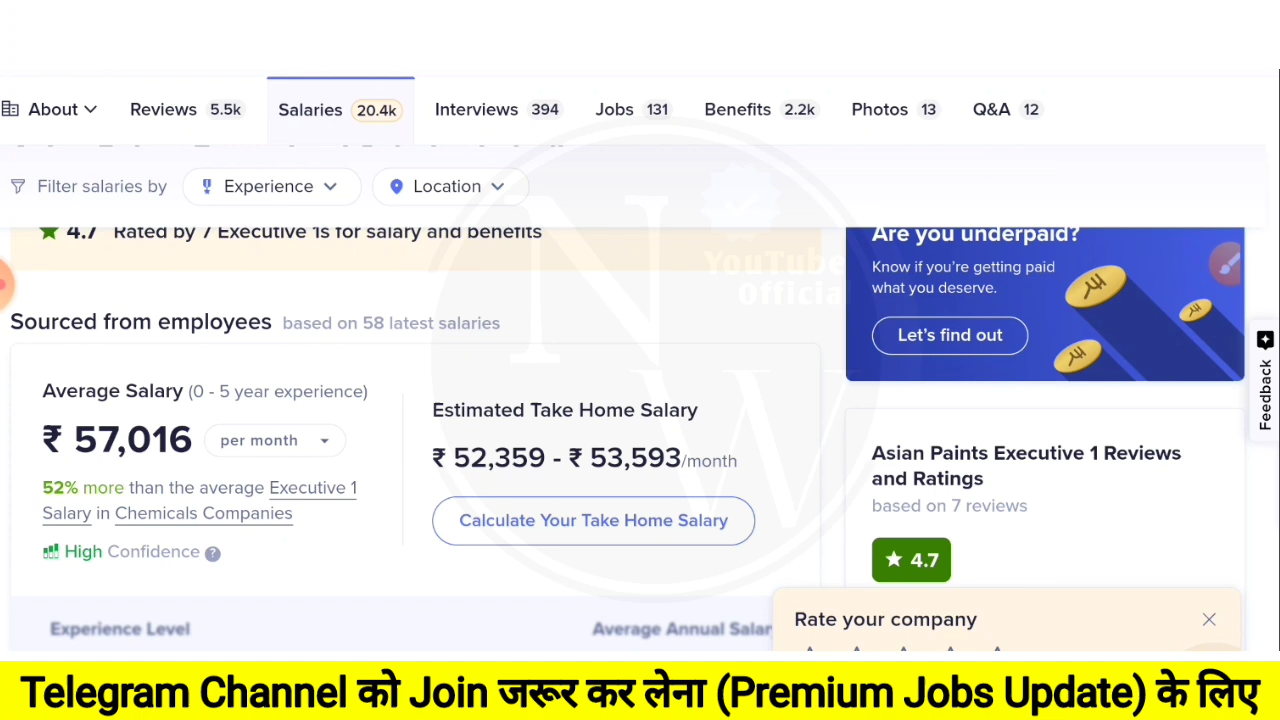 About
Reviews 5.5k
Salaries 20.4k
Interviews 394
Jobs 131
Benefits 2.2k
Photos 13
Q&A 12
Filter salaries by
Experience
Location
4.7 Rated by 7 Executive 1s for salary and benefits
Sourced from employees based on 58 latest salaries
Average Salary (0 - 5 year experience)
₹ 57,016 per month
52% more than the average Executive 1
Salary in Chemicals Companies
High Confidence ?
Estimated Take Home Salary
₹ 52,359 - ₹ 53,593/month
Calculate Your Take Home Salary
Experience Level
Average Annual Salar
Are you underpaid?
Know if you're getting paid
what you deserve.
Let's find out
Feedback
Asian Paints Executive 1 Reviews
and Ratings
based on 7 reviews
4.7
Rate your company
NW
YouTube
Official
Telegram Channel को Join जरूर कर लेना (Premium Jobs Update) के लिए